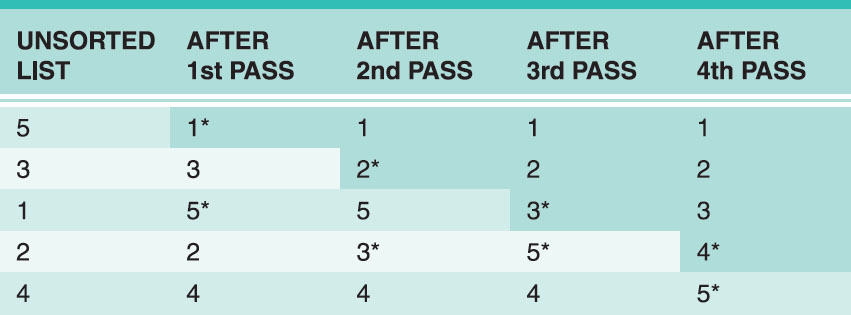 UNSORTED LIST AFTER 1st PASS AFTER 2nd PASS AFTER 3rd PASS AFTER 4th PASS
5 1* 1 1 1
3 3 2* 2 2
1 5* 5 3* 3
2 2 3* 5* 4*
4 4 4 4 5*